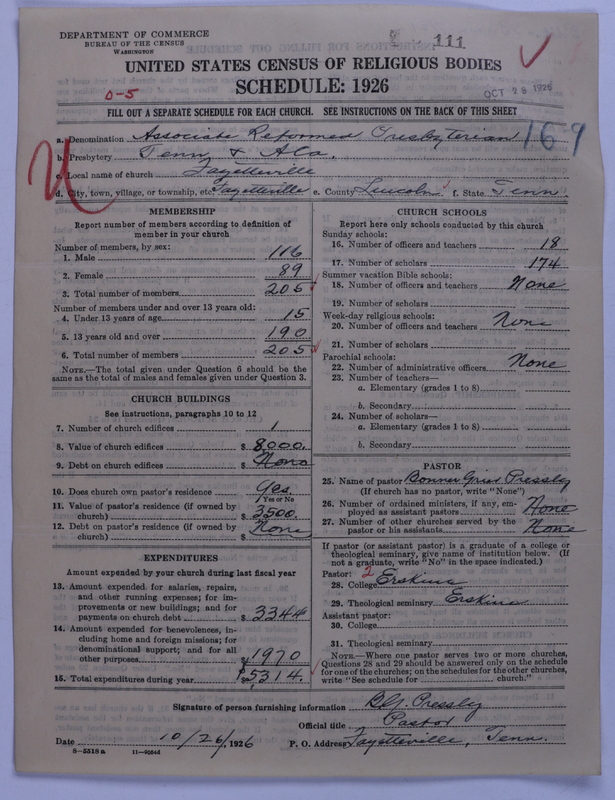 DEPARTMENT OF COMMERCE
BUREAU OF THE CENSUS
WASHINGTON
111
UNITED STATES CENSUS OF RELIGIOUS BODIES
SCHEDULE: 1926
OCT 28 1926
0-5
FILL OUT A SEPARATE SCHEDULE FOR EACH CHURCH. SEE INSTRUCTIONS ON THE BACK OF THIS SHEET
a. Denomination Associate Reformed Presbyterian 169
b. Presbytery Tenn & Ala.
c. Local name of church Fayetteville
d. City, town, village, or township, etc. Fayetteville e. County Lincoln f. State Tenn
MEMBERSHIP
Report number of members according to definition of
member in your church
Number of members, by sex:
1. Male 116
2. Female 89
3. Total number of members 205
Number of members under and over 13 years old:
4. Under 13 years of age 15
5. 13 years old and over 190
6. Total number of members 205
NOTE.—The total given under Question 6 should be the
same as the total of males and females given under Question 3.
CHURCH BUILDINGS
See instructions, paragraphs 10 to 12
7. Number of church edifices 1
8. Value of church edifices $ 8000.
9. Debt on church edifices $ None
10. Does church own pastor's residence Yes.
Yes or No
11. Value of pastor's residence (if owned by
church) $ 3500.
12. Debt on pastor's residence (if owned by
church) $ None
EXPENDITURES
Amount expended by your church during last fiscal year
13. Amount expended for salaries, repairs,
and other running expenses; for im-
provements or new buildings; and for
payments on church debt $ 3344
14. Amount expended for benevolences, in-
cluding home and foreign missions; for
denominational support; and for all
other purposes $ 1970
15. Total expenditures during year $ 5,314.
CHURCH SCHOOLS
Report here only schools conducted by this church
Sunday schools:
16. Number of officers and teachers 18
17. Number of scholars 174
Summer vacation Bible schools:
18. Number of officers and teachers None
19. Number of scholars
Week-day religious schools:
20. Number of officers and teachers None
21. Number of scholars
Parochial schools:
22. Number of administrative officers None
23. Number of teachers—
a. Elementary (grades 1 to 8)
b. Secondary
24. Number of scholars—
a. Elementary (grades 1 to 8)
b. Secondary
PASTOR
25. Name of pastor Bonner Grier Pressly
(If church has no pastor, write "None")
26. Number of ordained ministers, if any, em-
ployed as assistant pastors None
27. Number of other churches served by the
pastor or his assistants None
If pastor (or assistant pastor) is a graduate of a college or
theological seminary, give name of institution below. (If
not a graduate, write "No" in the space indicated.)
Pastor: 2
28. College Erskine
29. Theological seminary Erskine
Assistant pastor:
30. College
31. Theological seminary
NOTE.—Where one pastor serves two or more churches,
Questions 28 and 29 should be answered only on the schedule
for one of the churches; on the schedules for the other churches,
write "See schedule for church."
Signature of person furnishing information B.G. Pressly
Official title Pastor
Date 10/26/, 1926 P. O. Address Fayetteville, Tenn.
8-5518a 11-9064a